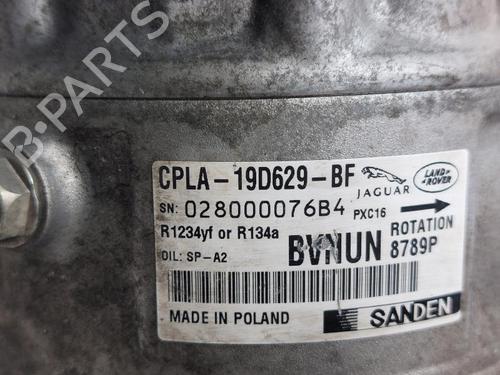 B-PARTS
CPLA-19D629-BF
JAGUAR
LAND ROVER
SN: 028000076B4 PXC16
R1234yf or R134a
BVNUN
ROTATION
OIL: SP-A2
8789P
MADE IN POLAND
SANDEN